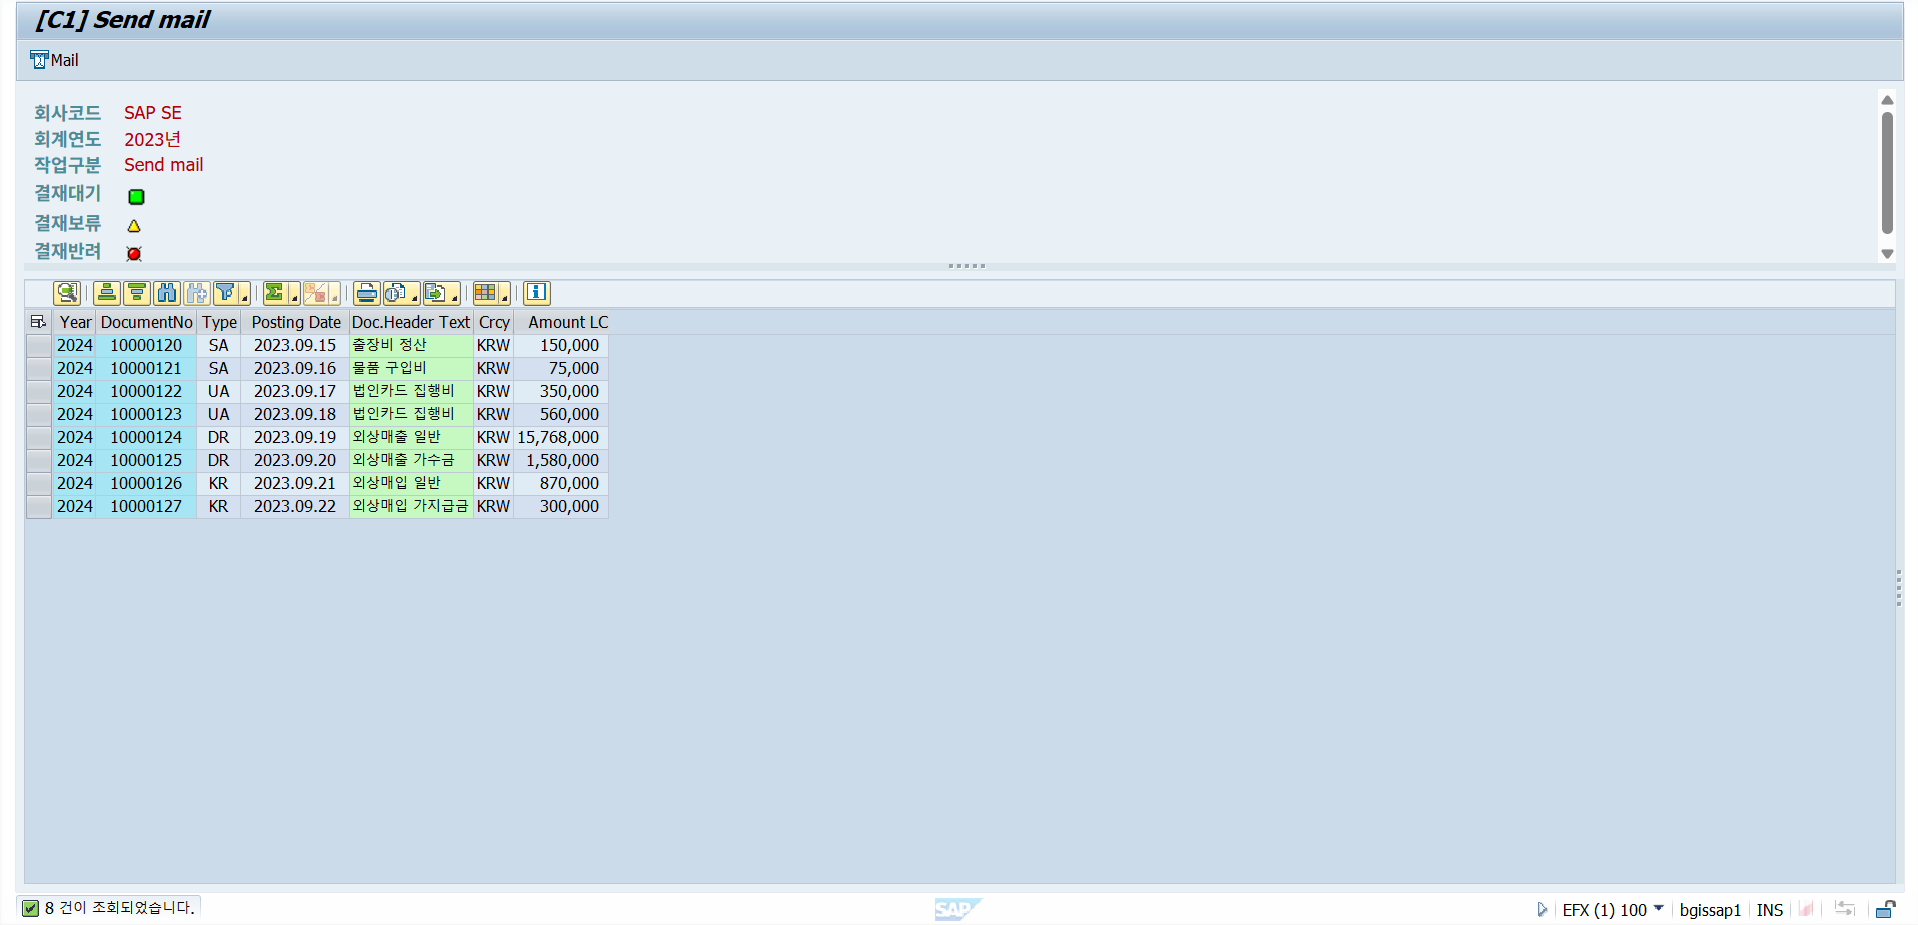 [C1] Send mail
Mail
회사코드 SAP SE
회계연도 2023년
작업구분 Send mail
결재대기
결재보류
결재반려
Year DocumentNo Type Posting Date Doc.Header Text Crcy Amount LC
2024 10000120 SA 2023.09.15 출장비 정산 KRW 150,000
2024 10000121 SA 2023.09.16 물품 구입비 KRW 75,000
2024 10000122 UA 2023.09.17 법인카드 집행비 KRW 350,000
2024 10000123 UA 2023.09.18 법인카드 집행비 KRW 560,000
2024 10000124 DR 2023.09.19 외상매출 일반 KRW 15,768,000
2024 10000125 DR 2023.09.20 외상매출 가수금 KRW 1,580,000
2024 10000126 KR 2023.09.21 외상매입 일반 KRW 870,000
2024 10000127 KR 2023.09.22 외상매입 가지급금 KRW 300,000
8 건이 조회되었습니다.
SAP
EFX (1) 100 bgissap1 INS